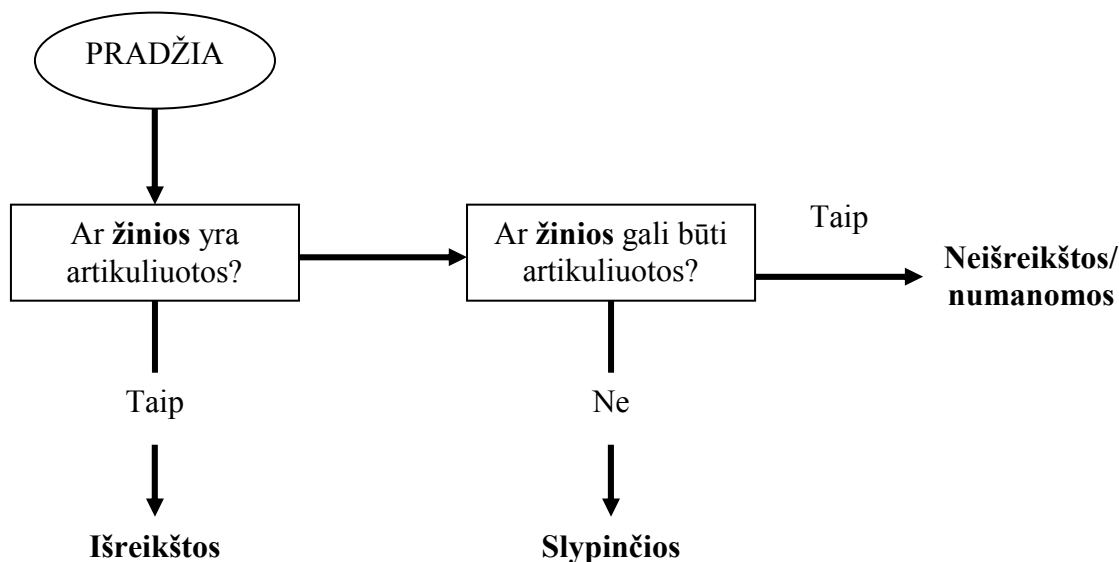 PRADŽIA
Ar žinios yra
artikuliuotos?
Ar žinios gali būti
artikuliuotos?
Taip
Neišreikštos/
numanomos
Taip
Ne
Išreikštos
Slypinčios